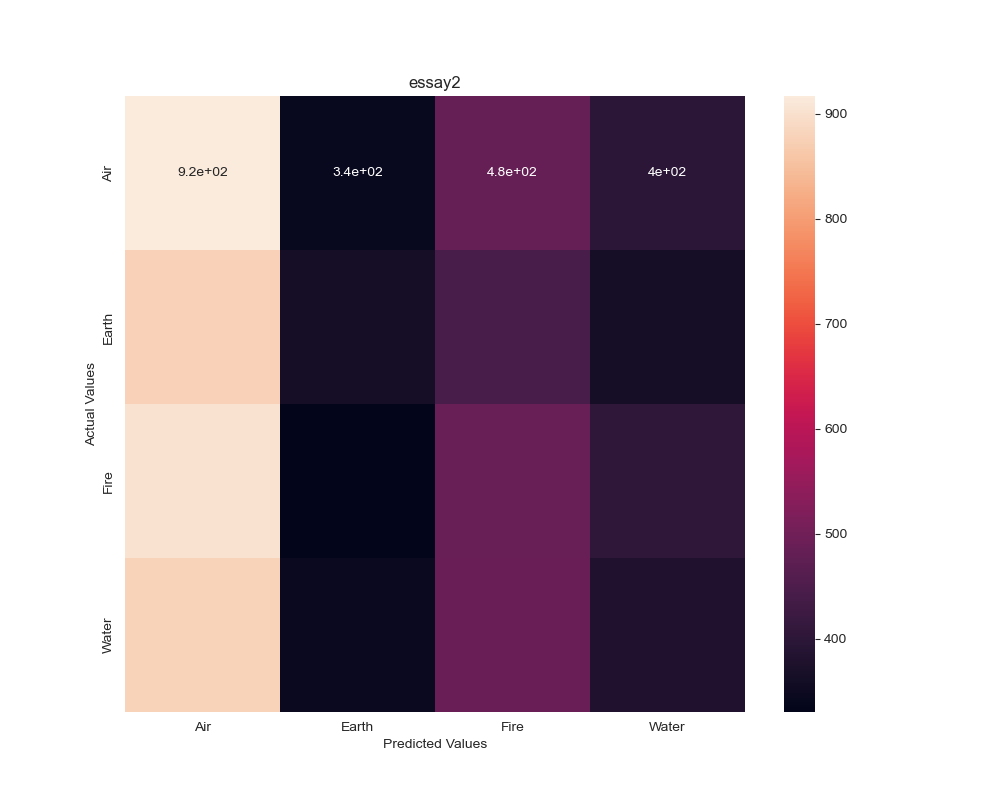 essay2
900
Air
9.2e+02 3.4e+02 4.8e+02 4e+02
800
Earth
700
Actual Values
600
Fire
500
Water
400
Air Earth Fire Water
Predicted Values